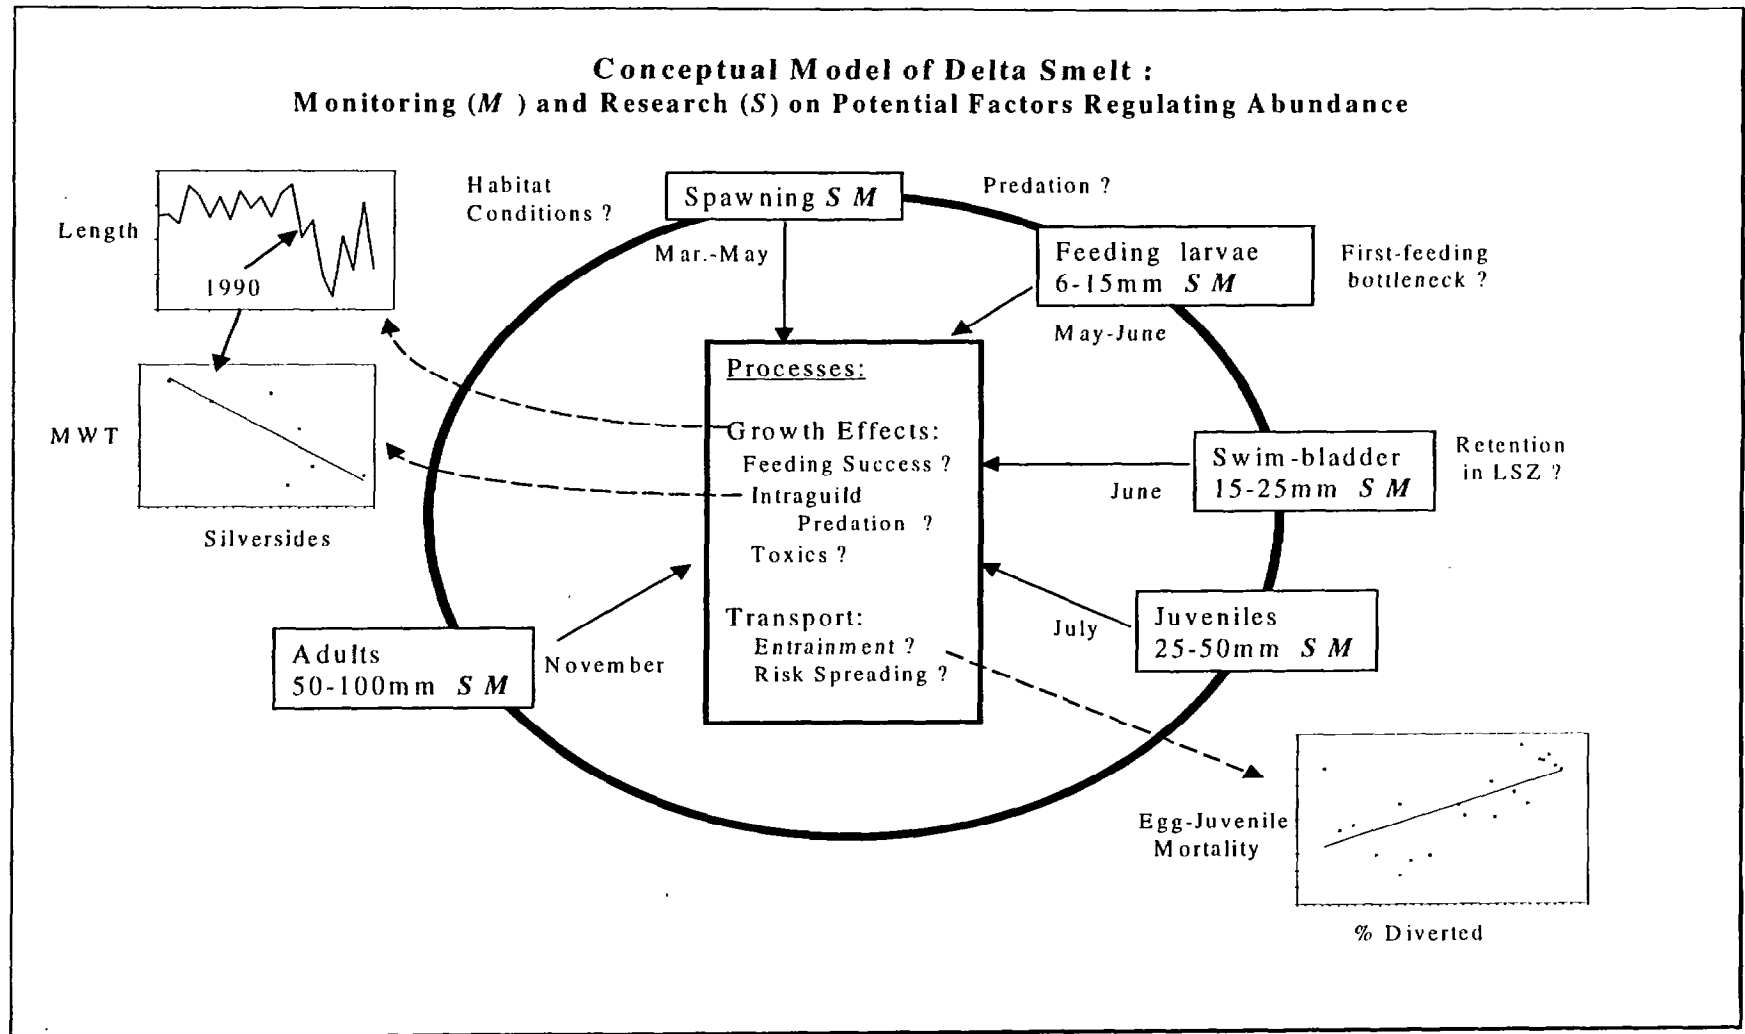 Conceptual Model of Delta Smelt :
Monitoring (M ) and Research (S) on Potential Factors Regulating Abundance
Length
1990
MWT
Silversides
Habitat
Conditions ?
Spawning S M
Mar.-May
Predation ?
Feeding larvae
6-15mm S M
May-June
First-feeding
bottleneck ?
Swim-bladder
15-25mm S M
June
Retention
in LSZ ?
Juveniles
25-50mm S M
July
Adults
50-100mm S M
November
Processes:
Growth Effects:
Feeding Success ?
Intraguild
Predation ?
Toxics ?
Transport:
Entrainment ?
Risk Spreading ?
Egg-Juvenile
Mortality
% Diverted